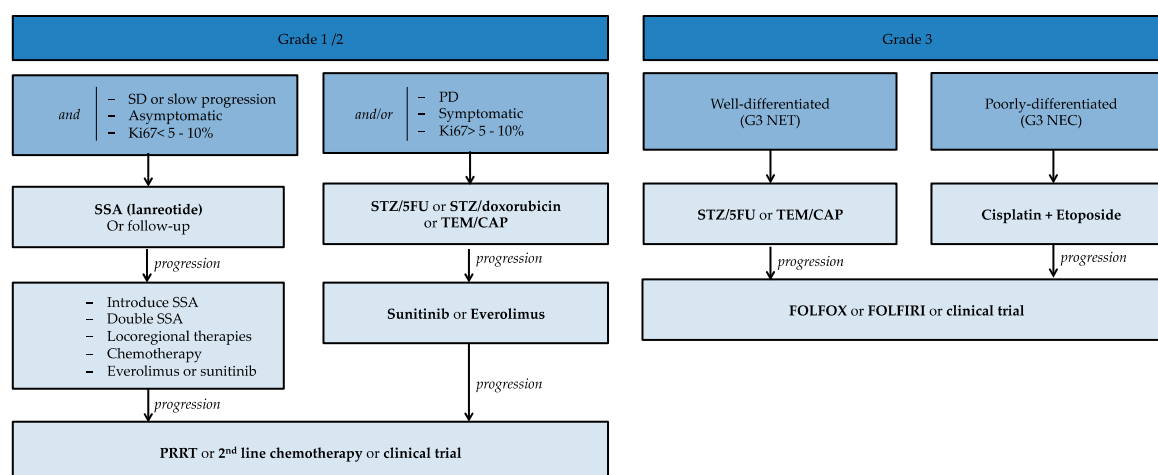 Grade 1 /2
and
– SD or slow progression
– Asymptomatic
– Ki67< 5 - 10%
and/or
– PD
– Symptomatic
– Ki67> 5 - 10%
SSA (lanreotide)
Or follow-up
STZ/5FU or STZ/doxorubicin
or TEM/CAP
progression
progression
– Introduce SSA
– Double SSA
– Locoregional therapies
– Chemotherapy
– Everolimus or sunitinib
Sunitinib or Everolimus
progression
progression
PRRT or 2nd line chemotherapy or clinical trial
Grade 3
Well-differentiated
(G3 NET)
Poorly-differentiated
(G3 NEC)
STZ/5FU or TEM/CAP
Cisplatin + Etoposide
progression
progression
FOLFOX or FOLFIRI or clinical trial